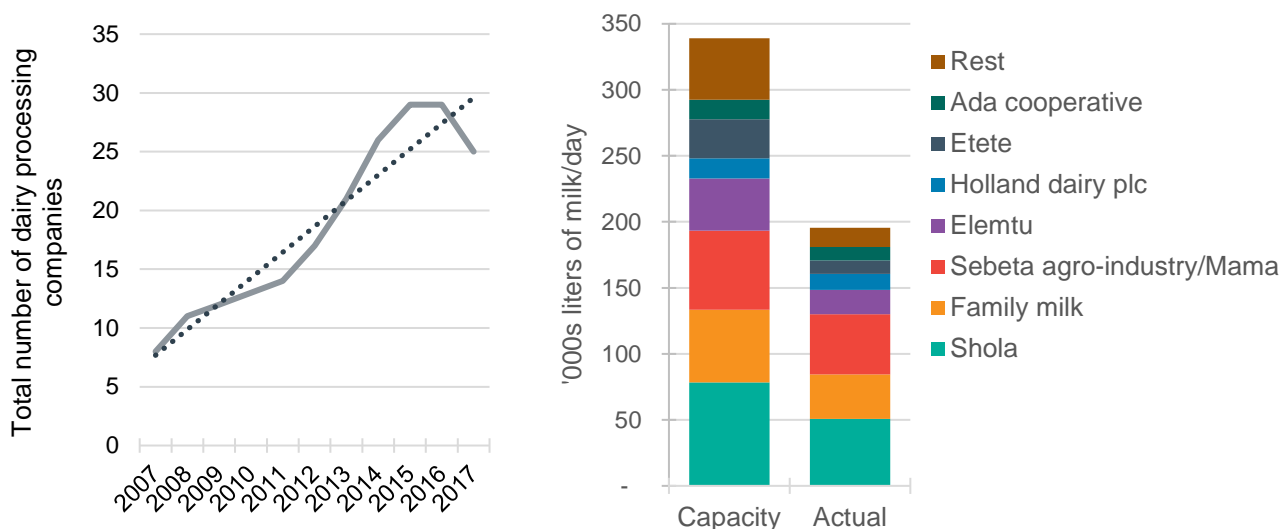 Total number of dairy processing
companies
35
30
25
20
15
10
5
0
2007
2008
2009
2010
2011
2012
2013
2014
2015
2016
2017
'000s liters of milk/day
350
300
250
200
150
100
50
-
Capacity
Actual
Rest
Ada cooperative
Etete
Holland dairy plc
Elemtu
Sebeta agro-industry/Mama
Family milk
Shola